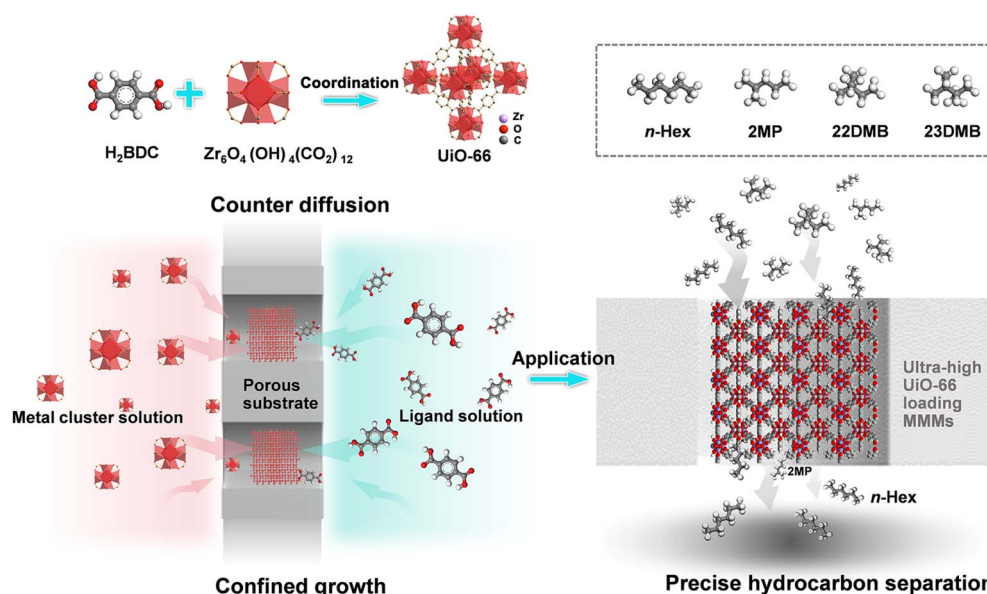 Coordination
Zr
O
C
H₂BDC
Zr₆O₄(OH)₄(CO₂)₁₂
UiO-66
n-Hex
2MP
22DMB
23DMB
Counter diffusion
Metal cluster solution
Porous
substrate
Ligand solution
Application
Ultra-high
UiO-66
loading
MMMs
2MP
n-Hex
Confined growth
Precise hydrocarbon separation